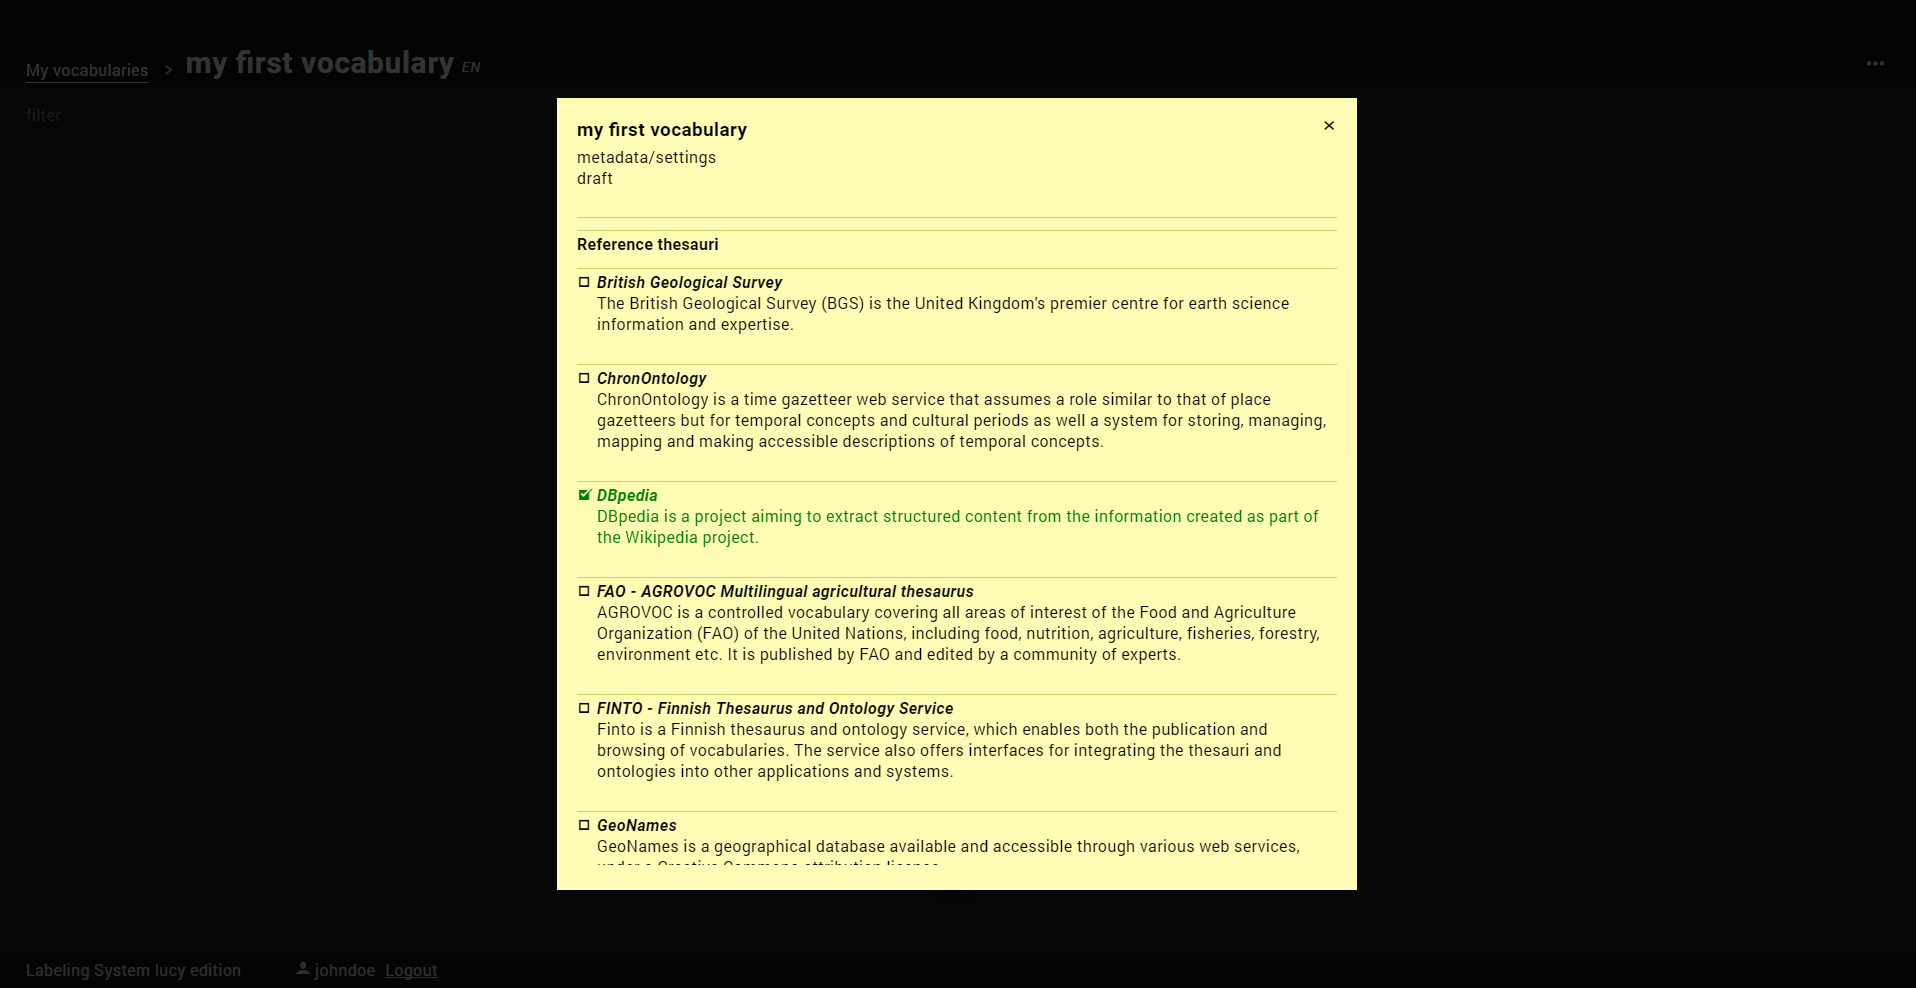 My vocabularies > my first vocabulary EN
filter
my first vocabulary
metadata/settings
draft
Reference thesauri
British Geological Survey
The British Geological Survey (BGS) is the United Kingdom's premier centre for earth science
information and expertise.
ChronOntology
ChronOntology is a time gazetteer web service that assumes a role similar to that of place
gazetteers but for temporal concepts and cultural periods as well a system for storing, managing,
mapping and making accessible descriptions of temporal concepts.
DBpedia
DBpedia is a project aiming to extract structured content from the information created as part of
the Wikipedia project.
FAO - AGROVOC Multilingual agricultural thesaurus
AGROVOC is a controlled vocabulary covering all areas of interest of the Food and Agriculture
Organization (FAO) of the United Nations, including food, nutrition, agriculture, fisheries, forestry,
environment etc. It is published by FAO and edited by a community of experts.
FINTO - Finnish Thesaurus and Ontology Service
Finto is a Finnish thesaurus and ontology service, which enables both the publication and
browsing of vocabularies. The service also offers interfaces for integrating the thesauri and
ontologies into other applications and systems.
GeoNames
GeoNames is a geographical database available and accessible through various web services,
under a Creative Commons attribution license.
Labeling System lucy edition johndoe Logout